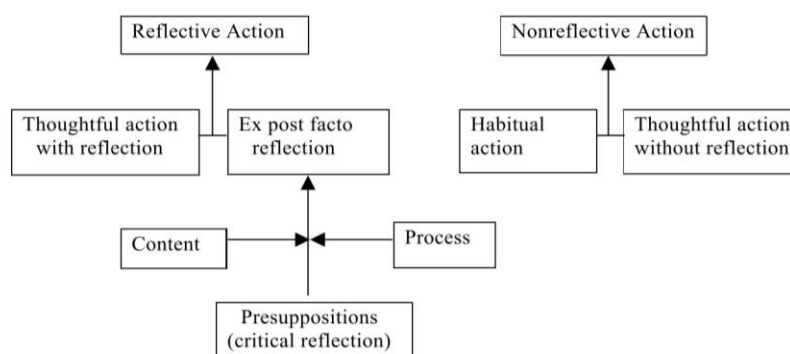 Reflective Action
Nonreflective Action
Thoughtful action
with reflection
Ex post facto
reflection
Habitual
action
Thoughtful action
without reflection
Content
Process
Presuppositions
(critical reflection)